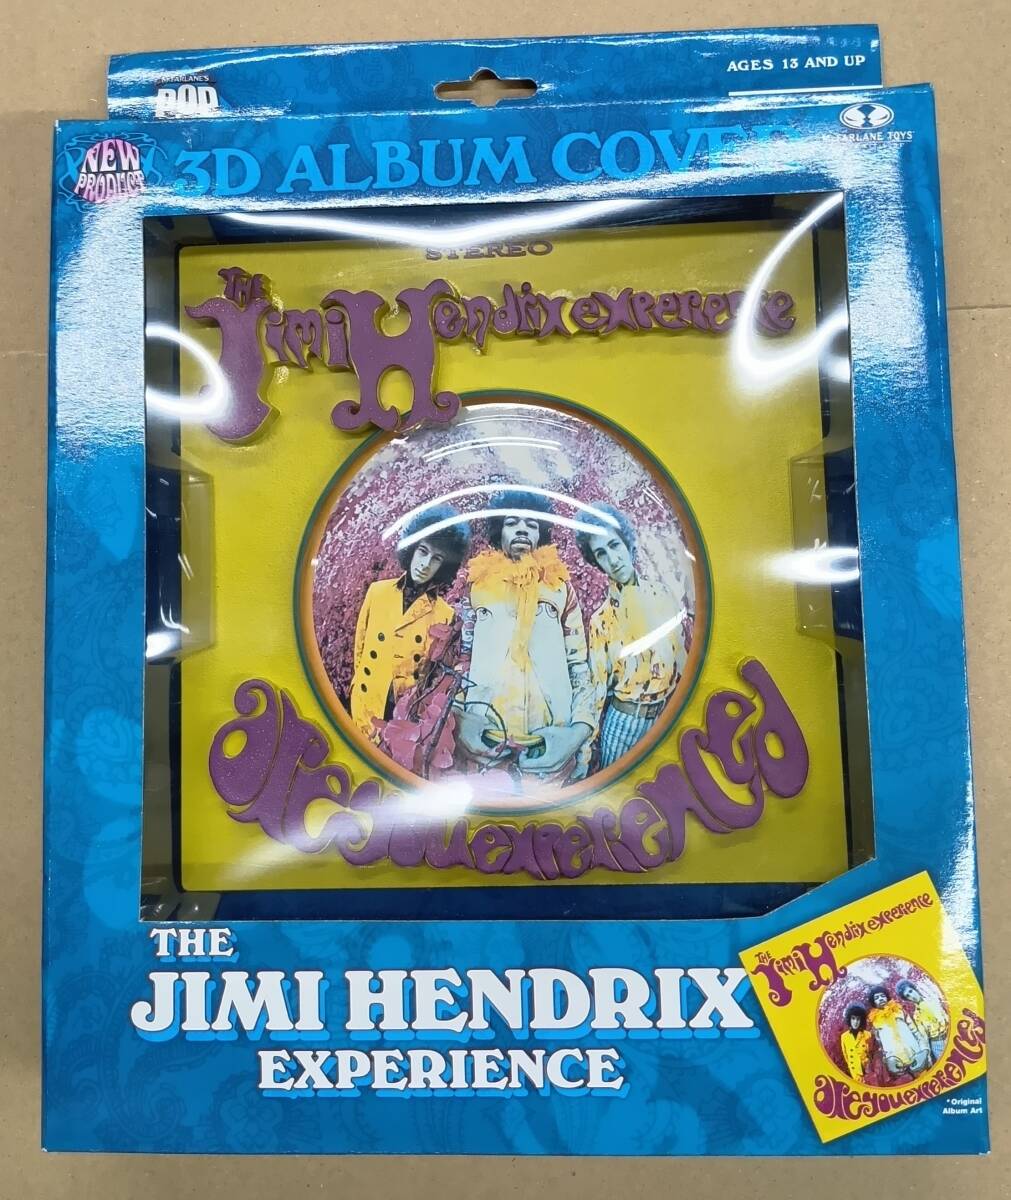 AGES 13 AND UP
McFARLANE'S
POP
McFARLANE TOYS
NEW
PRODUCT
3D ALBUM COVER
STEREO
THE
Jimi Hendrix experience
are you experienced
THE
JIMI HENDRIX
EXPERIENCE
THE
Jimi Hendrix experience
are you experienced
*Original
Album Art